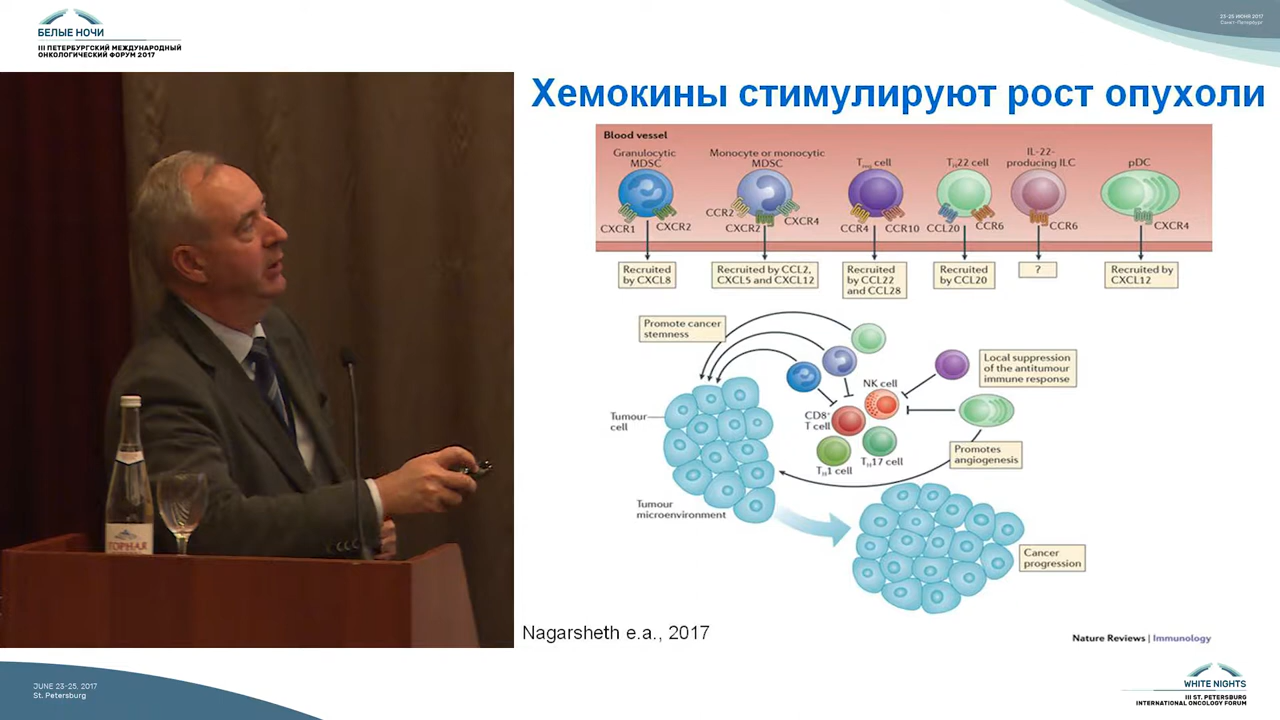 БЕЛЫЕ НОЧИ
III ПЕТЕРБУРГСКИЙ МЕЖДУНАРОДНЫЙ
ОНКОЛОГИЧЕСКИЙ ФОРУМ 2017
23-25 ИЮНЯ 2017
Санкт-Петербург
Хемокины стимулируют рост опухоли
Blood vessel
Granulocytic
MDSC
Monocyte or monocytic
MDSC
Treg cell
TH22 cell
IL-22-
producing ILC
pDC
CXCR1
CXCR2
CCR2
CXCR2
CXCR4
CCR4
CCR10
CCL20
CCR6
CCR6
CXCR4
Recruited
by CXCL8
Recruited by CCL2,
CXCL5 and CXCL12
Recruited
by CCL22
and CCL28
Recruited
by CCL20
?
Recruited by
CXCL12
Promote cancer
stemness
Local suppression
of the antitumour
immune response
NK cell
CD8+
T cell
TH1 cell
TH17 cell
Tumour
cell
Promotes
angiogenesis
Tumour
microenvironment
Cancer
progression
ГОРНАЯ
Nagarsheth e.a., 2017
Nature Reviews | Immunology
JUNE 23-25, 2017
St. Petersburg
WHITE NIGHTS
III ST. PETERSBURG
INTERNATIONAL ONCOLOGY FORUM